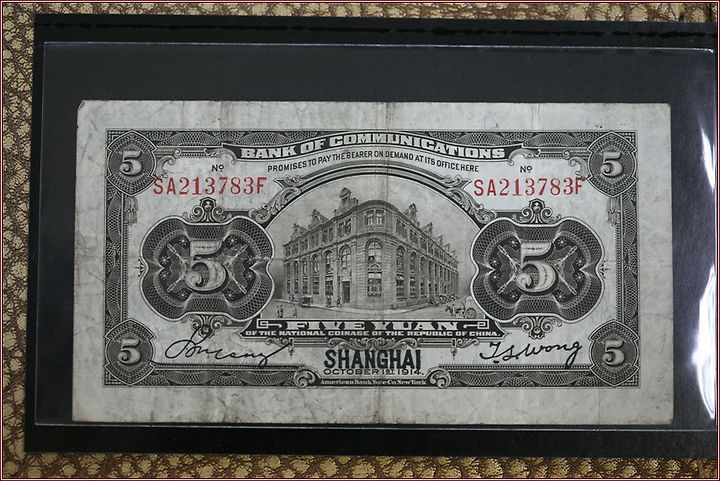 BANK OF COMMUNICATIONS
PROMISES TO PAY THE BEARER ON DEMAND AT ITS OFFICE HERE
5 5
No No
SA213783F SA213783F
5 5
FIVE YUAN
OF THE NATIONAL COINAGE OF THE REPUBLIC OF CHINA.
5 SHANGHAI T.S.Wong 5
OCTOBER 1ST 1914.
American Bank Note Co. New York